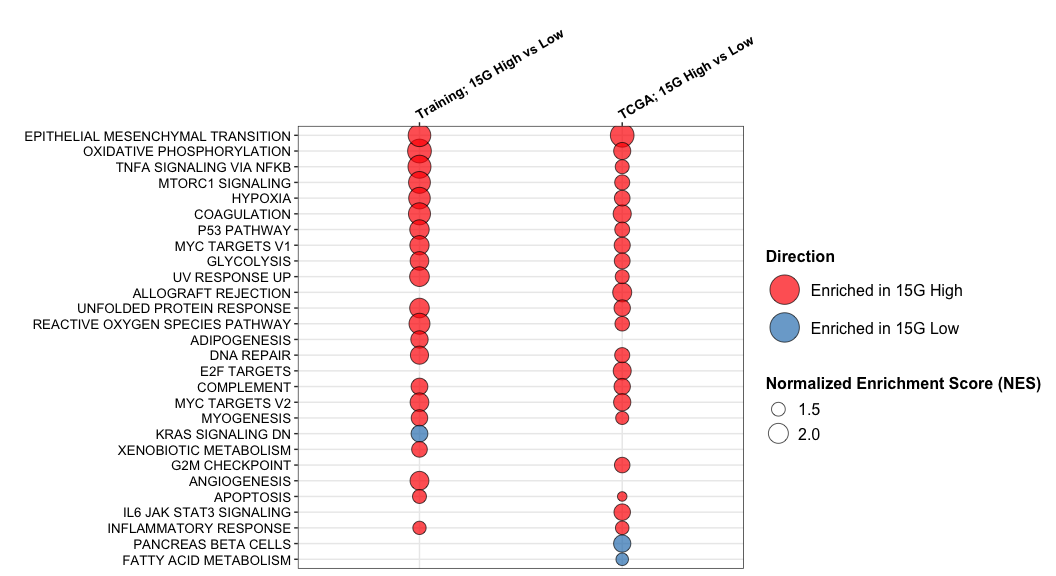 Training; 15G High vs Low
TCGA; 15G High vs Low
EPITHELIAL MESENCHYMAL TRANSITION
OXIDATIVE PHOSPHORYLATION
TNFA SIGNALING VIA NFKB
MTORC1 SIGNALING
HYPOXIA
COAGULATION
P53 PATHWAY
MYC TARGETS V1
GLYCOLYSIS
UV RESPONSE UP
ALLOGRAFT REJECTION
UNFOLDED PROTEIN RESPONSE
REACTIVE OXYGEN SPECIES PATHWAY
ADIPOGENESIS
DNA REPAIR
E2F TARGETS
COMPLEMENT
MYC TARGETS V2
MYOGENESIS
KRAS SIGNALING DN
XENOBIOTIC METABOLISM
G2M CHECKPOINT
ANGIOGENESIS
APOPTOSIS
IL6 JAK STAT3 SIGNALING
INFLAMMATORY RESPONSE
PANCREAS BETA CELLS
FATTY ACID METABOLISM
Direction
Enriched in 15G High
Enriched in 15G Low
Normalized Enrichment Score (NES)
1.5
2.0